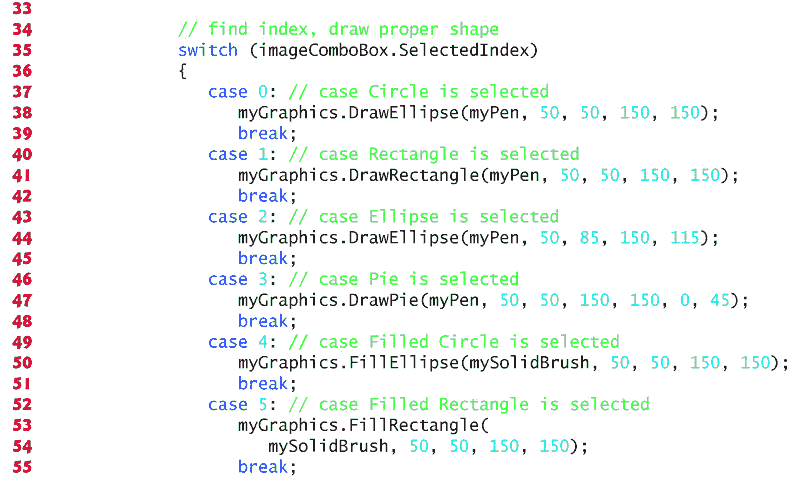 33
34 // find index, draw proper shape
35 switch (imageComboBox.SelectedIndex)
36 {
37 case 0: // case Circle is selected
38 myGraphics.DrawEllipse(myPen, 50, 50, 150, 150);
39 break;
40 case 1: // case Rectangle is selected
41 myGraphics.DrawRectangle(myPen, 50, 50, 150, 150);
42 break;
43 case 2: // case Ellipse is selected
44 myGraphics.DrawEllipse(myPen, 50, 85, 150, 115);
45 break;
46 case 3: // case Pie is selected
47 myGraphics.DrawPie(myPen, 50, 50, 150, 150, 0, 45);
48 break;
49 case 4: // case Filled Circle is selected
50 myGraphics.FillEllipse(mySolidBrush, 50, 50, 150, 150);
51 break;
52 case 5: // case Filled Rectangle is selected
53 myGraphics.FillRectangle(
54 mySolidBrush, 50, 50, 150, 150);
55 break;